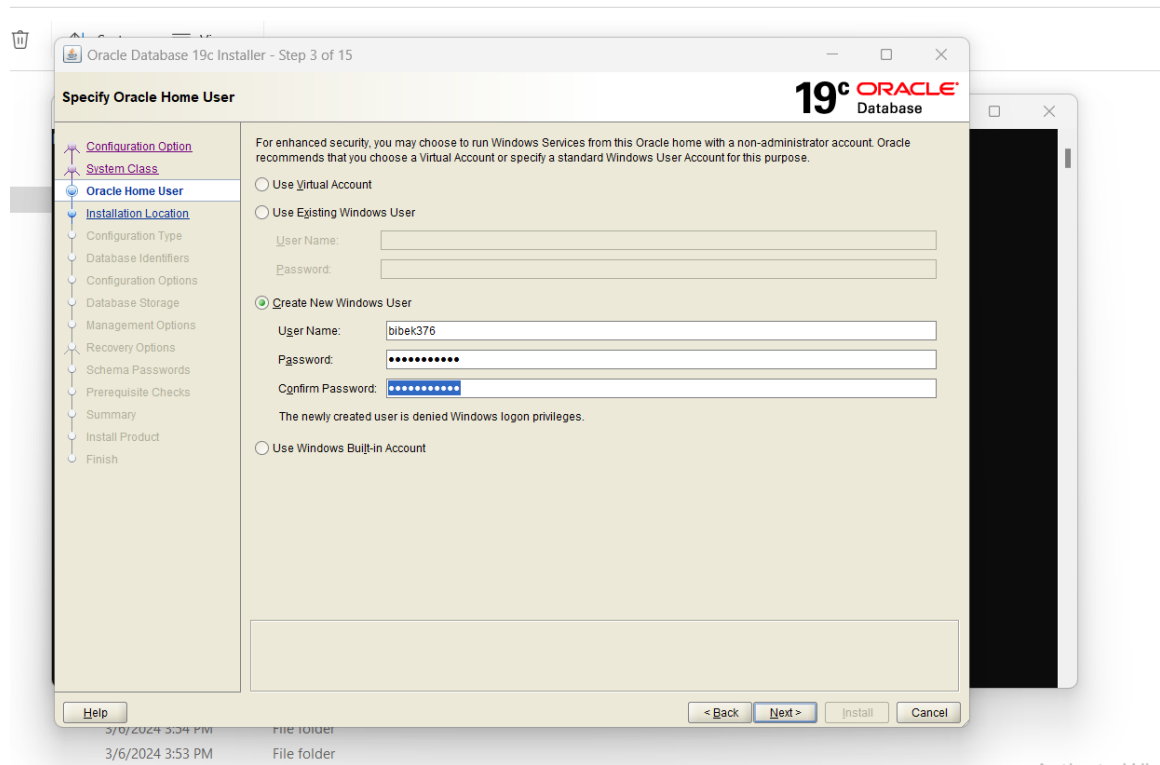 Oracle Database 19c Installer - Step 3 of 15
Specify Oracle Home User
19c ORACLE
Database
Configuration Option
System Class
Oracle Home User
Installation Location
Configuration Type
Database Identifiers
Configuration Options
Database Storage
Management Options
Recovery Options
Schema Passwords
Prerequisite Checks
Summary
Install Product
Finish
For enhanced security, you may choose to run Windows Services from this Oracle home with a non-administrator account. Oracle
recommends that you choose a Virtual Account or specify a standard Windows User Account for this purpose.
Use Virtual Account
Use Existing Windows User
User Name:
Password:
Create New Windows User
User Name: bibek376
Password: •••••••••••
Confirm Password: •••••••••••
The newly created user is denied Windows logon privileges.
Use Windows Built-in Account
Help
< Back
Next >
Install
Cancel
3/6/2024 3:54 PM File folder
3/6/2024 3:53 PM File folder